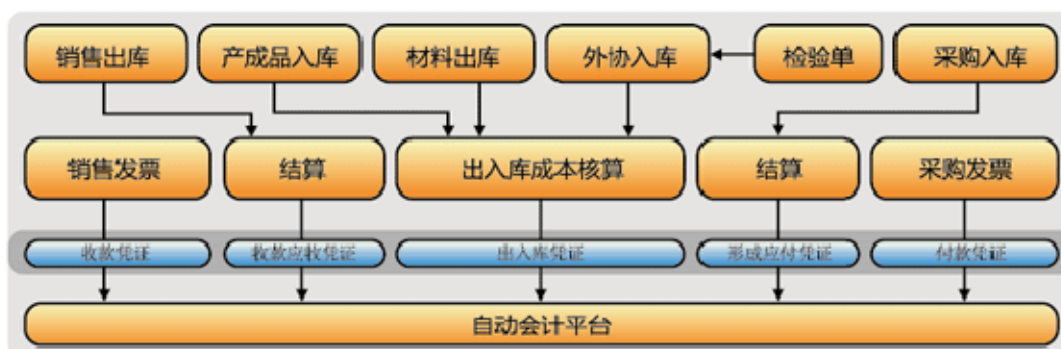 销售出库
产成品入库
材料出库
外协入库
检验单
采购入库
销售发票
结算
出入库成本核算
结算
采购发票
收款凭证
收款应收凭证
出入库凭证
形成应付凭证
付款凭证
自动会计平台